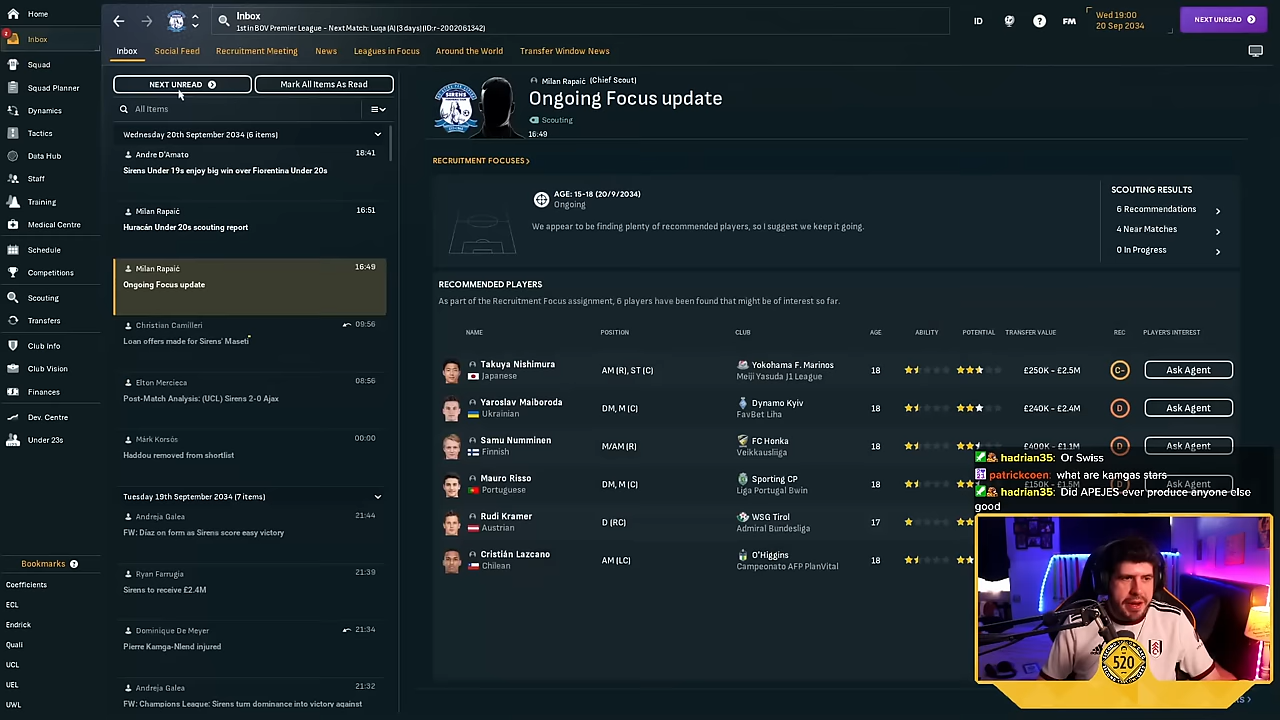 Home
2
Inbox
Squad
Squad Planner
Dynamics
Tactics
Data Hub
Staff
Training
Medical Centre
Schedule
Competitions
Scouting
Transfers
Club Info
Club Vision
Finances
Dev. Centre
Under 23s
Bookmarks ?
Coefficients
ECL
Endrick
Quali
UCL
UEL
UWL
Inbox
1st in BOV Premier League - Next Match: Luqa (A) (3 days) (ID:r-2002061342)
ID
?
FM
Wed 19:00
20 Sep 2034
NEXT UNREAD
Inbox Social Feed Recruitment Meeting News Leagues in Focus Around the World Transfer Window News
NEXT UNREAD
Mark All Items As Read
All Items
Wednesday 20th September 2034 (6 items)
Andre D'Amato 18:41
Sirens Under 19s enjoy big win over Fiorentina Under 20s
Milan Rapaić 16:51
Huracán Under 20s scouting report
Milan Rapaić 16:49
Ongoing Focus update
Christian Camilleri 09:56
Loan offers made for Sirens' Maseti
Elton Mercieca 08:56
Post-Match Analysis: (UCL) Sirens 2-0 Ajax
Márk Korsós 00:00
Haddou removed from shortlist
Tuesday 19th September 2034 (7 items)
Andreja Galea 21:44
FW: Díaz on form as Sirens score easy victory
Ryan Farrugia 21:39
Sirens to receive £2.4M
Dominique De Meyer 21:34
Pierre Kamga-Nlend injured
Andreja Galea 21:32
FW: Champions League: Sirens turn dominance into victory against
SIRENS
Milan Rapaić (Chief Scout)
Ongoing Focus update
Scouting
16:49
RECRUITMENT FOCUSES
AGE: 15-18 (20/9/2034)
Ongoing
We appear to be finding plenty of recommended players, so I suggest we keep it going.
SCOUTING RESULTS
6 Recommendations
4 Near Matches
0 In Progress
RECOMMENDED PLAYERS
As part of the Recruitment Focus assignment, 6 players have been found that might be of interest so far.
NAME POSITION CLUB AGE ABILITY POTENTIAL TRANSFER VALUE REC PLAYER'S INTEREST
Takuya Nishimura AM (R), ST (C) Yokohama F. Marinos 18 £250K - £2.5M C- Ask Agent
Japanese Meiji Yasuda J1 League
Yaroslav Maiboroda DM, M (C) Dynamo Kyiv 18 £240K - £2.4M D Ask Agent
Ukrainian FavBet Liha
Samu Numminen M/AM (R) FC Honka 18 £400K - £1.1M D Ask Agent
Finnish Veikkausliiga
Mauro Risso DM, M (C) Sporting CP 18 £150K - £1.5M D Ask Agent
Portuguese Liga Portugal Bwin
Rudi Kramer D (RC) WSG Tirol 17
Austrian Admiral Bundesliga
Cristián Lazcano AM (LC) O'Higgins 18
Chilean Campeonato AFP PlanVital
hadrian35: Or Swiss
patrickcoen: what are kamgas stars
hadrian35: Did APEJES ever produce anyone else
good
520